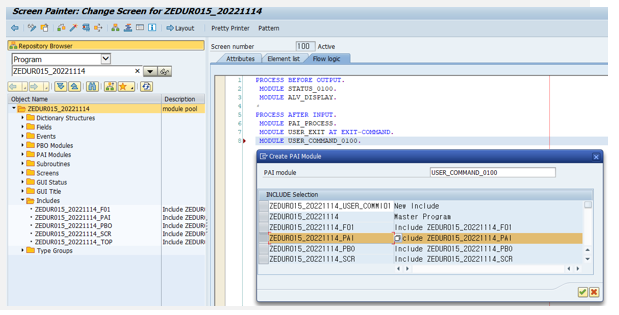 Screen Painter: Change Screen for ZEDUR015_20221114
Layout
Pretty Printer
Pattern
Repository Browser
Program
ZEDUR015_20221114
Object Name
Description
ZEDUR015_20221114
module pool
Dictionary Structures
Fields
Events
PBO Modules
PAI Modules
Subroutines
Screens
GUI Status
GUI Title
Includes
ZEDUR015_20221114_F01
Include ZEDUR
ZEDUR015_20221114_PAI
Include ZEDUR
ZEDUR015_20221114_PBO
Include ZEDUR
ZEDUR015_20221114_SCR
Include ZEDUR
ZEDUR015_20221114_TOP
Include ZEDUR
Type Groups
Screen number
100
Active
Attributes
Element list
Flow logic
1 PROCESS BEFORE OUTPUT.
2 MODULE STATUS_0100.
3 MODULE ALV_DISPLAY.
4
5 PROCESS AFTER INPUT.
6 MODULE PAI_PROCESS.
7 MODULE USER_EXIT AT EXIT-COMMAND.
8 MODULE USER_COMMAND_0100.
Create PAI Module
PAI module
USER_COMMAND_0100
INCLUDE Selection
ZEDUR015_20221114_USER_COMMI01 New Include
ZEDUR015_20221114 Master Program
ZEDUR015_20221114_F01 Include ZEDUR015_20221114_F01
ZEDUR015_20221114_PAI Include ZEDUR015_20221114_PAI
ZEDUR015_20221114_PBO Include ZEDUR015_20221114_PBO
ZEDUR015_20221114_SCR Include ZEDUR015_20221114_SCR